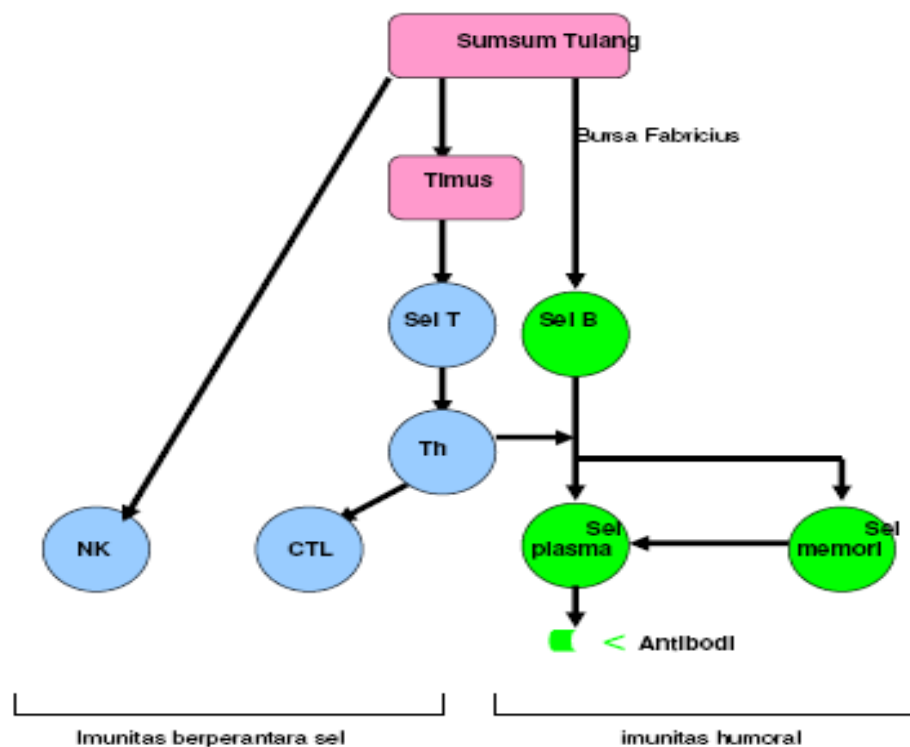 Sumsum Tulang
Bursa Fabricius
Timus
Sel T
Sel B
Th
NK
CTL
Sel
plasma
Sel
memori
< Antibodi
Imunitas berperantara sel
imunitas humoral